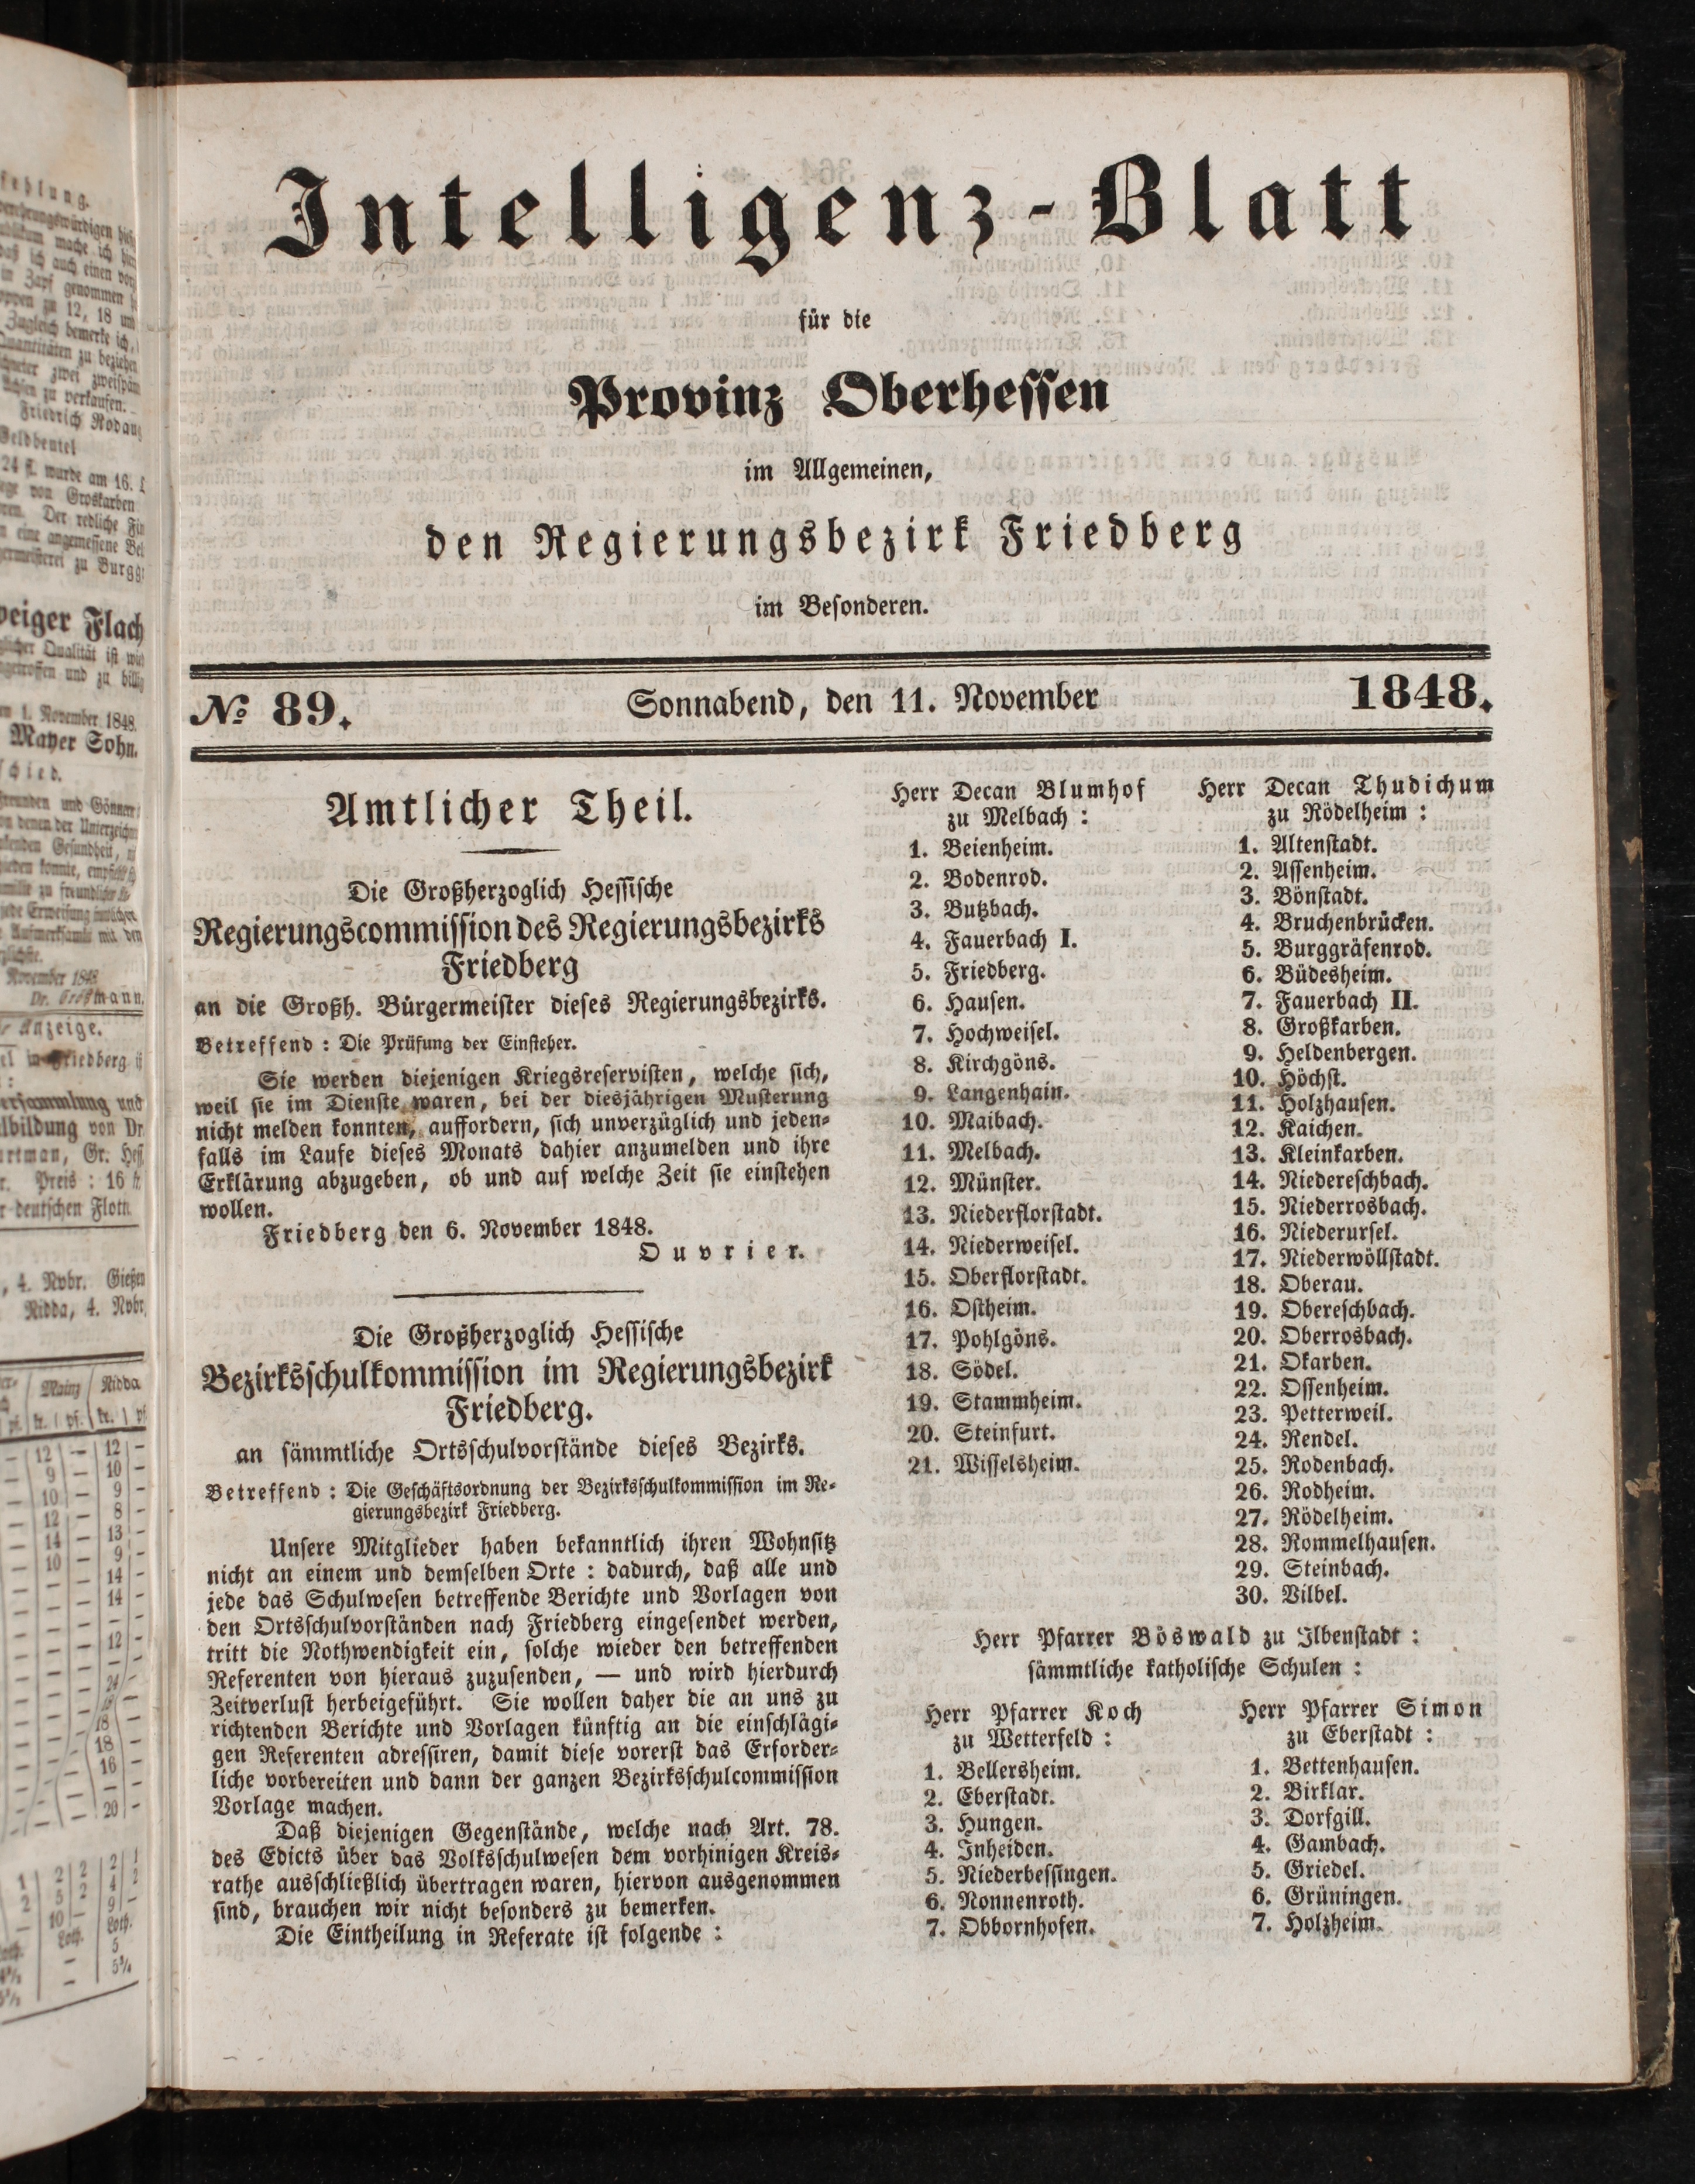 Intelligenz-Blatt
für die
Provinz Oberhessen
im Allgemeinen,
den Regierungsbezirk Friedberg
im Besonderen.
№ 89.
Sonnabend, den 11. November
1848.
Amtlicher Theil.
Die Großherzoglich Hessische
Regierungscommission des Regierungsbezirks
Friedberg
an die Großh. Bürgermeister dieses Regierungsbezirks.
Betreffend : Die Prüfung der Einsteher.
Sie werden diejenigen Kriegsreservisten, welche sich,
weil sie im Dienste waren, bei der diesjährigen Musterung
nicht melden konnten, auffordern, sich unverzüglich und jeden-
falls im Laufe dieses Monats dahier anzumelden und ihre
Erklärung abzugeben, ob und auf welche Zeit sie einstehen
wollen.
Friedberg den 6. November 1848.
Ouvrier.
Die Großherzoglich Hessische
Bezirksschulkommission im Regierungsbezirk
Friedberg.
an sämmtliche Ortsschulvorstände dieses Bezirks.
Betreffend : Die Geschäftsordnung der Bezirksschulkommission im Re-
gierungsbezirk Friedberg.
Unsere Mitglieder haben bekanntlich ihren Wohnsitz
nicht an einem und demselben Orte : dadurch, daß alle und
jede das Schulwesen betreffende Berichte und Vorlagen von
den Ortsschulvorständen nach Friedberg eingesendet werden,
tritt die Nothwendigkeit ein, solche wieder den betreffenden
Referenten von hieraus zuzusenden, — und wird hierdurch
Zeitverlust herbeigeführt. Sie wollen daher die an uns zu
richtenden Berichte und Vorlagen künftig an die einschlägi-
gen Referenten adressiren, damit diese vorerst das Erforder-
liche vorbereiten und dann der ganzen Bezirksschulcommission
Vorlage machen.
Daß diejenigen Gegenstände, welche nach Art. 78.
des Edicts über das Volksschulwesen dem vorhinigen Kreis-
rathe ausschließlich übertragen waren, hiervon ausgenommen
sind, brauchen wir nicht besonders zu bemerken.
Die Eintheilung in Referate ist folgende :
Herr Decan Blumhof
zu Melbach :
1. Beienheim.
2. Bodenrod.
3. Butzbach.
4. Fauerbach I.
5. Friedberg.
6. Hausen.
7. Hochweisel.
8. Kirchgöns.
9. Langenhain.
10. Maibach.
11. Melbach.
12. Münster.
13. Niederflorstadt.
14. Niederweisel.
15. Oberflorstadt.
16. Ostheim.
17. Pohlgöns.
18. Södel.
19. Stammheim.
20. Steinfurt.
21. Wisselsheim.
Herr Decan Thudichum
zu Rödelheim :
1. Altenstadt.
2. Assenheim.
3. Bönstadt.
4. Bruchenbrücken.
5. Burggräfenrod.
6. Büdesheim.
7. Fauerbach II.
8. Großkarben.
9. Heldenbergen.
10. Höchst.
11. Holzhausen.
12. Kaichen.
13. Kleinkarben.
14. Niedereschbach.
15. Niederrosbach.
16. Niederursel.
17. Niederwöllstadt.
18. Oberau.
19. Obereschbach.
20. Oberrosbach.
21. Okarben.
22. Ossenheim.
23. Petterweil.
24. Rendel.
25. Rodenbach.
26. Rodheim.
27. Rödelheim.
28. Rommelhausen.
29. Steinbach.
30. Vilbel.
Herr Pfarrer Böswald zu Ilbenstadt :
sämmtliche katholische Schulen :
Herr Pfarrer Koch
zu Wetterfeld :
1. Bellersheim.
2. Eberstadt.
3. Hungen.
4. Inheiden.
5. Niederbessingen.
6. Nonnenroth.
7. Obbornhofen.
Herr Pfarrer Simon
zu Eberstadt :
1. Bettenhausen.
2. Birklar.
3. Dorfgill.
4. Gambach.
5. Griedel.
6. Grüningen.
7. Holzheim.